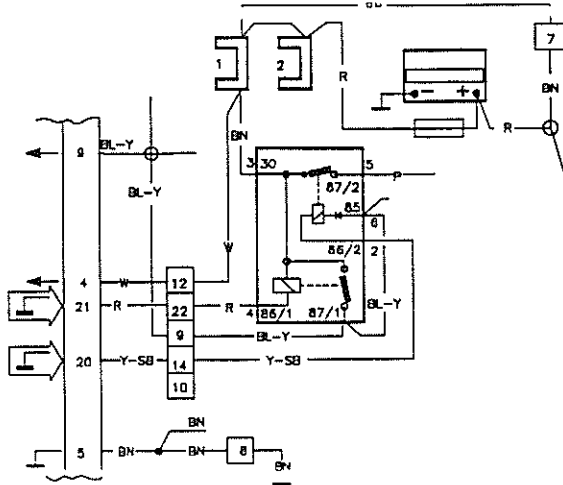 7
1 2
R
BN
- +
R
BN
9 BL-Y
3 30 5
87/2 P
BL-Y
85
6
86/2 2
W
4 W 12
21 R 22 R 4 86/1 87/1
BL-Y
9 BL-Y
20 Y-SB 14 Y-SB
10
BN
5 BN BN 8
BN